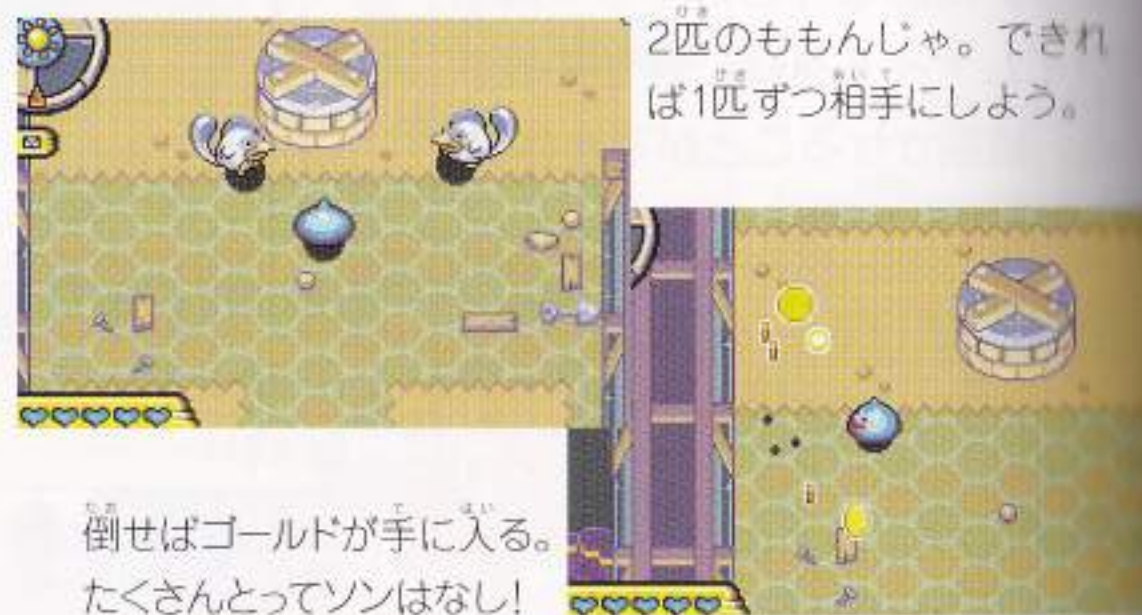 2匹のももんじゃ。できれ
ば1匹ずつ相手にしよう。
倒せばゴールドが手に入る。
たくさんとってソンはなし!